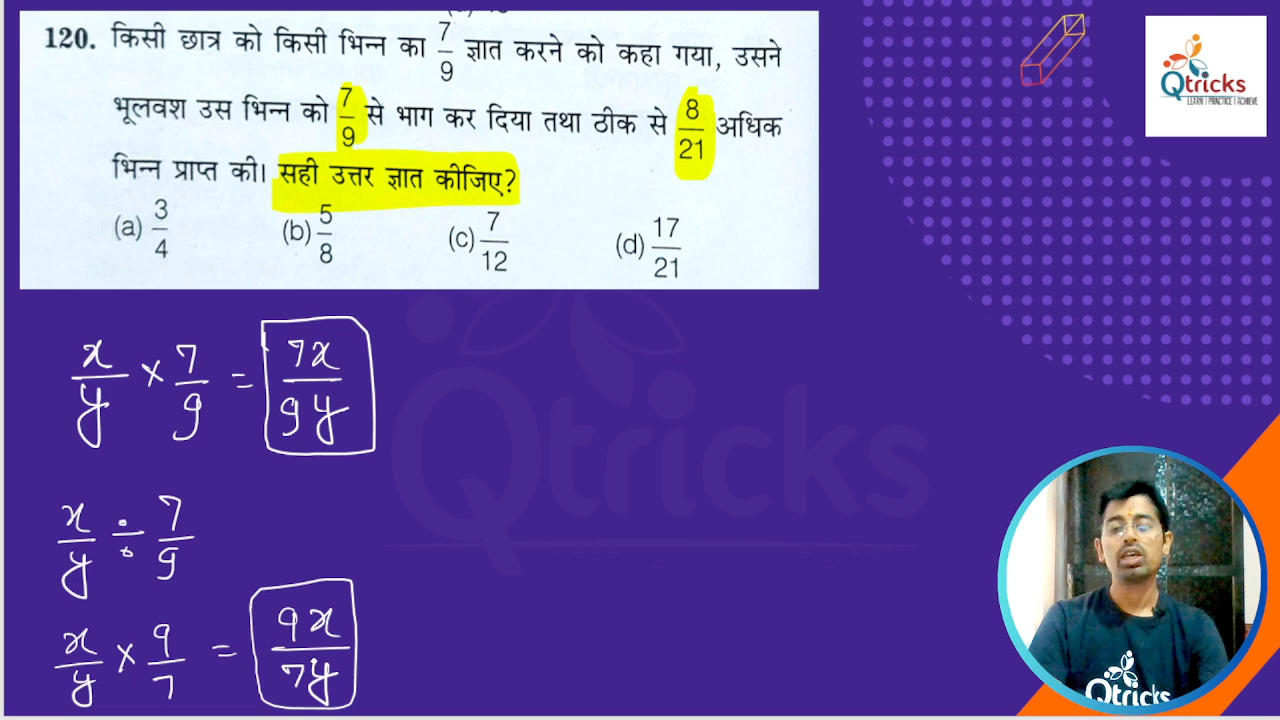 120. किसी छात्र को किसी भिन्न का 7/9 ज्ञात करने को कहा गया, उसने
भूलवश उस भिन्न को 7/9 से भाग कर दिया तथा ठीक से 8/21 अधिक
भिन्न प्राप्त की। सही उत्तर ज्ञात कीजिए?
(a) 3/4 (b) 5/8 (c) 7/12 (d) 17/21
x/y × 7/9 = 7x/9y
x/y ÷ 7/9
x/y × 9/7 = 9x/7y
Qtricks
LEARN | PRACTICE | ACHIEVE
Qtricks
Qtricks